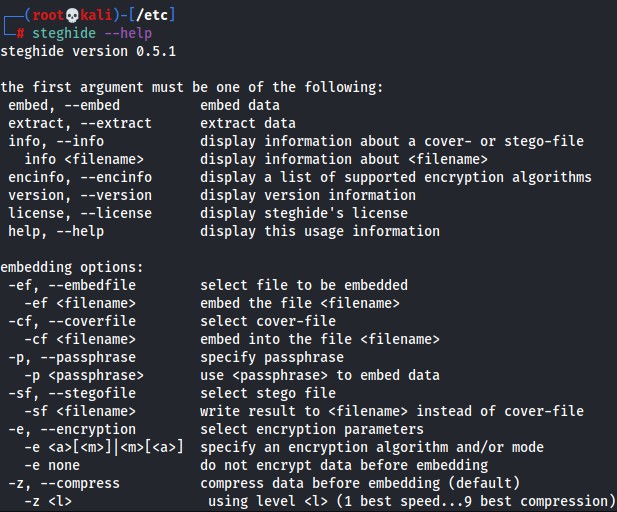 (root💀kali)-[/etc]
# steghide --help
steghide version 0.5.1
the first argument must be one of the following:
embed, --embed          embed data
extract, --extract      extract data
info, --info            display information about a cover- or stego-file
info <filename>       display information about <filename>
encinfo, --encinfo      display a list of supported encryption algorithms
version, --version      display version information
license, --license      display steghide's license
help, --help            display this usage information
embedding options:
-ef, --embedfile        select file to be embedded
-ef <filename>        embed the file <filename>
-cf, --coverfile        select cover-file
-cf <filename>        embed into the file <filename>
-p, --passphrase        specify passphrase
-p <passphrase>       use <passphrase> to embed data
-sf, --stegofile        select stego file
-sf <filename>        write result to <filename> instead of cover-file
-e, --encryption        select encryption parameters
-e <a>[<m>]|<m>[<a>]  specify an encryption algorithm and/or mode
-e none               do not encrypt data before embedding
-z, --compress          compress data before embedding (default)
-z <l>                 using level <l> (1 best speed...9 best compression)